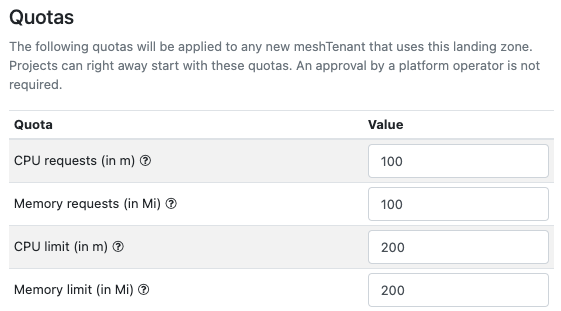 Quotas
The following quotas will be applied to any new meshTenant that uses this landing zone.
Projects can right away start with these quotas. An approval by a platform operator is not
required.
Quota Value
CPU requests (in m) ? 100
Memory requests (in Mi) ? 100
CPU limit (in m) ? 200
Memory limit (in Mi) ? 200